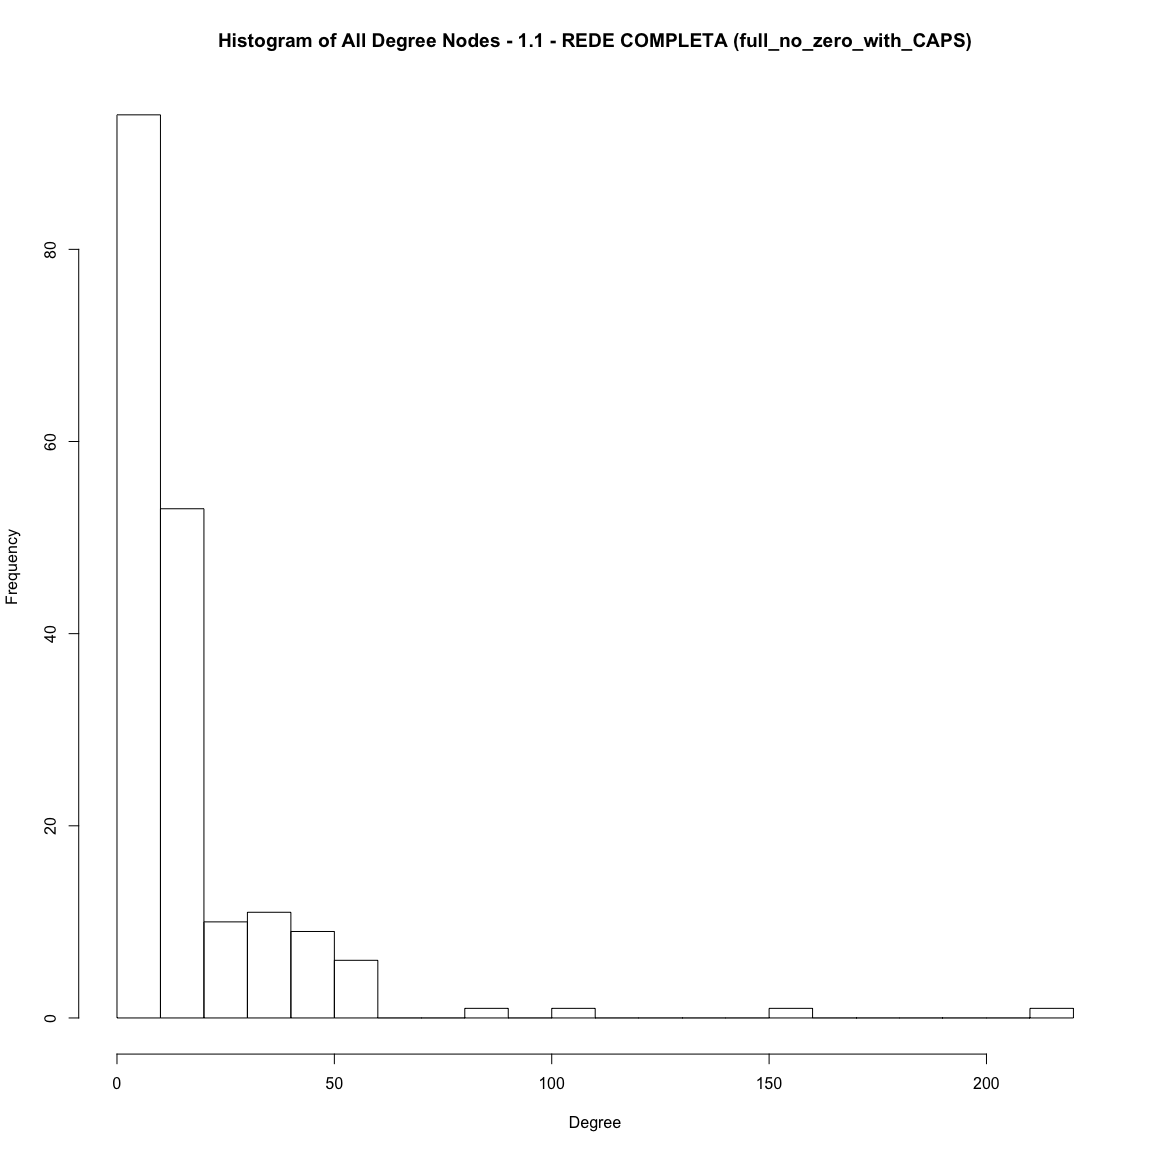 Histogram of All Degree Nodes - 1.1 - REDE COMPLETA (full_no_zero_with_CAPS)
80
60
40
20
0
Frequency
0 50 100 150 200
Degree